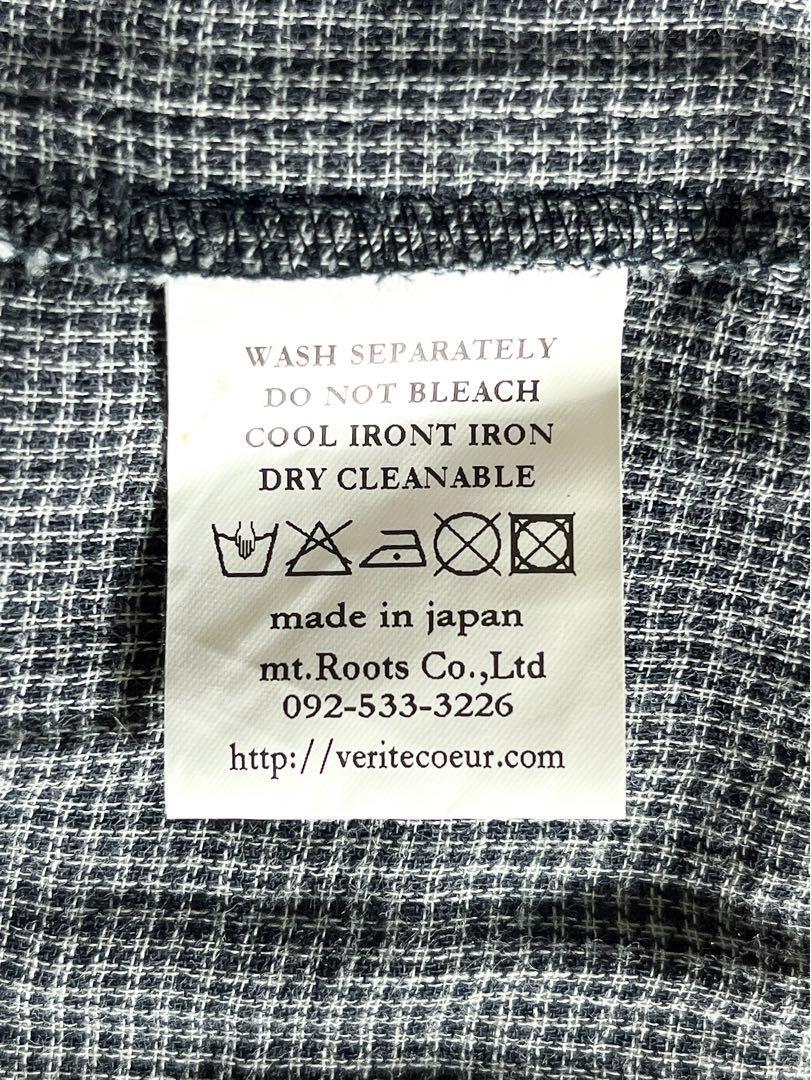 WASH SEPARATELY
DO NOT BLEACH
COOL IRONT IRON
DRY CLEANABLE
made in japan
mt.Roots Co.,Ltd
092-533-3226
http://veritecoeur.com